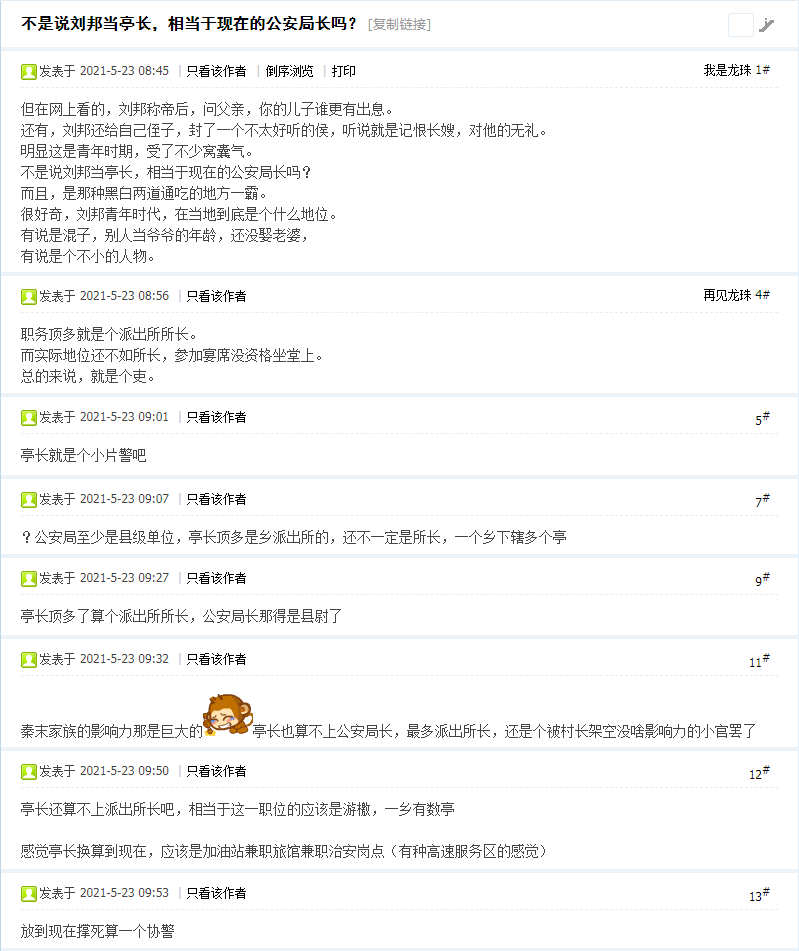 不是说刘邦当亭长，相当于现在的公安局长吗？ [复制链接]
发表于 2021-5-23 08:45 | 只看该作者 | 倒序浏览 | 打印 我是龙珠 1#
但在网上看的，刘邦称帝后，问父亲，你的儿子谁更有出息。
还有，刘邦还给自己侄子，封了一个不太好听的侯，听说就是记恨长嫂，对他的无礼。
明显这是青年时期，受了不少窝囊气。
不是说刘邦当亭长，相当于现在的公安局长吗？
而且，是那种黑白两道通吃的地方一霸。
很好奇，刘邦青年时代，在当地到底是个什么地位。
有说是混子，别人当爷爷的年龄，还没娶老婆，
有说是个不小的人物。
发表于 2021-5-23 08:56 | 只看该作者 再见龙珠 4#
职务顶多就是个派出所所长。
而实际地位还不如所长，参加宴席没资格坐堂上。
总的来说，就是个吏。
发表于 2021-5-23 09:01 | 只看该作者 5#
亭长就是个小片警吧
发表于 2021-5-23 09:07 | 只看该作者 7#
？公安局至少是县级单位，亭长顶多是乡派出所的，还不一定是所长，一个乡下辖多个亭
发表于 2021-5-23 09:27 | 只看该作者 9#
亭长顶多了算个派出所所长，公安局长那得是县尉了
发表于 2021-5-23 09:32 | 只看该作者 11#
秦末家族的影响力那是巨大的亭长也算不上公安局长，最多派出所长，还是个被村长架空没啥影响力的小官罢了
发表于 2021-5-23 09:50 | 只看该作者 12#
亭长还算不上派出所长吧，相当于这一职位的应该是游檄，一乡有数亭
感觉亭长换算到现在，应该是加油站兼职旅馆兼职治安岗点（有种高速服务区的感觉）
发表于 2021-5-23 09:53 | 只看该作者 13#
放到现在撑死算一个协警